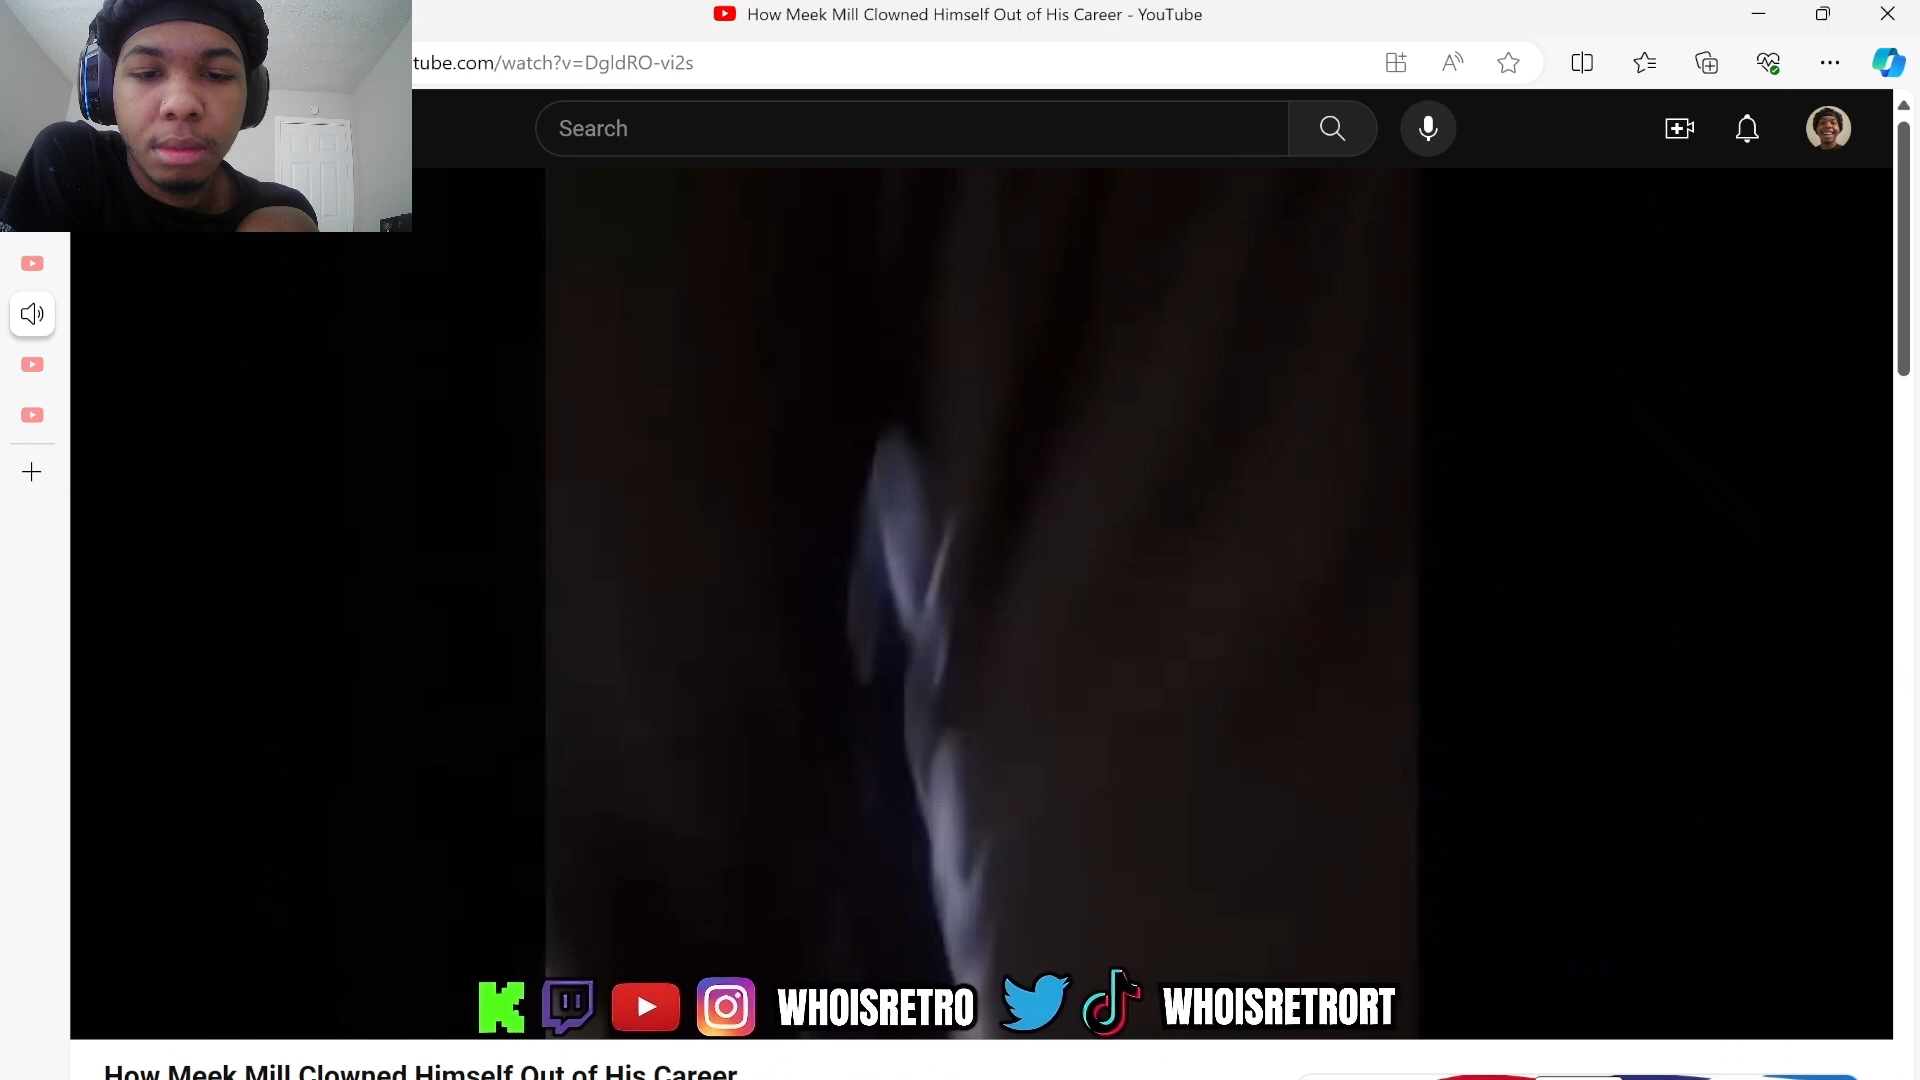 How Meek Mill Clowned Himself Out of His Career - YouTube
tube.com/watch?v=DgldRO-vi2s
Search
WHOISRETRO
WHOISRETRORT
How Meek Mill Clowned Himself Out of His Career